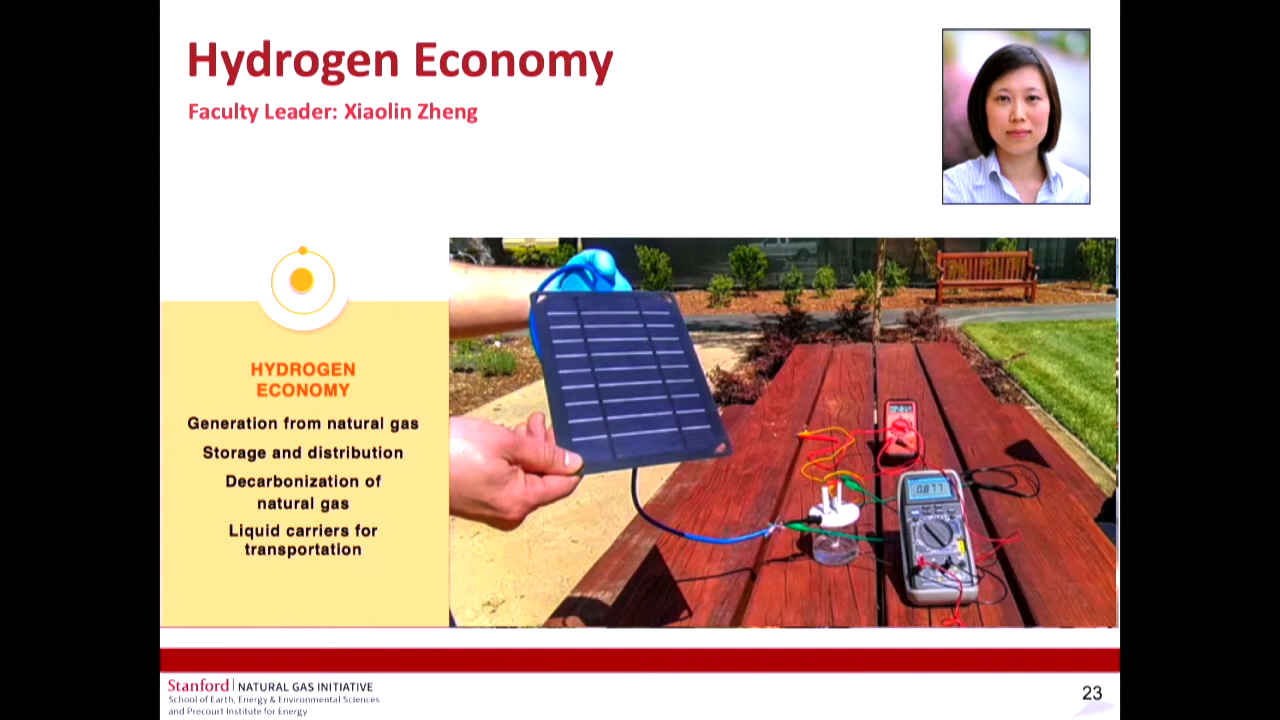 Hydrogen Economy
Faculty Leader: Xiaolin Zheng
HYDROGEN
ECONOMY
Generation from natural gas
Storage and distribution
Decarbonization of
natural gas
Liquid carriers for
transportation
0.877
Stanford | NATURAL GAS INITIATIVE
School of Earth, Energy & Environmental Sciences
and Precourt Institute for Energy
23